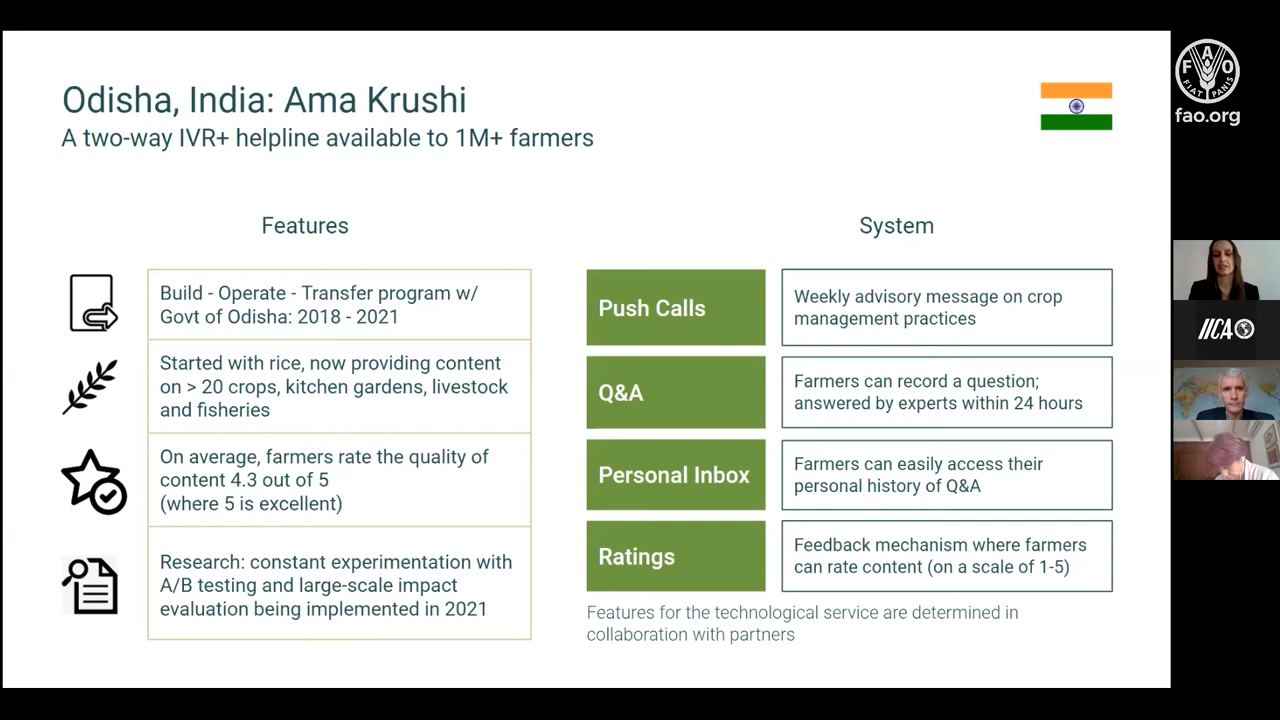 Odisha, India: Ama Krushi
A two-way IVR+ helpline available to 1M+ farmers
Features
Build - Operate - Transfer program w/
Govt of Odisha: 2018 - 2021
Started with rice, now providing content
on > 20 crops, kitchen gardens, livestock
and fisheries
On average, farmers rate the quality of
content 4.3 out of 5
(where 5 is excellent)
Research: constant experimentation with
A/B testing and large-scale impact
evaluation being implemented in 2021
System
Push Calls
Weekly advisory message on crop
management practices
Q&A
Farmers can record a question;
answered by experts within 24 hours
Personal Inbox
Farmers can easily access their
personal history of Q&A
Ratings
Feedback mechanism where farmers
can rate content (on a scale of 1-5)
Features for the technological service are determined in
collaboration with partners
FAO
FIAT PANIS
fao.org
IICA